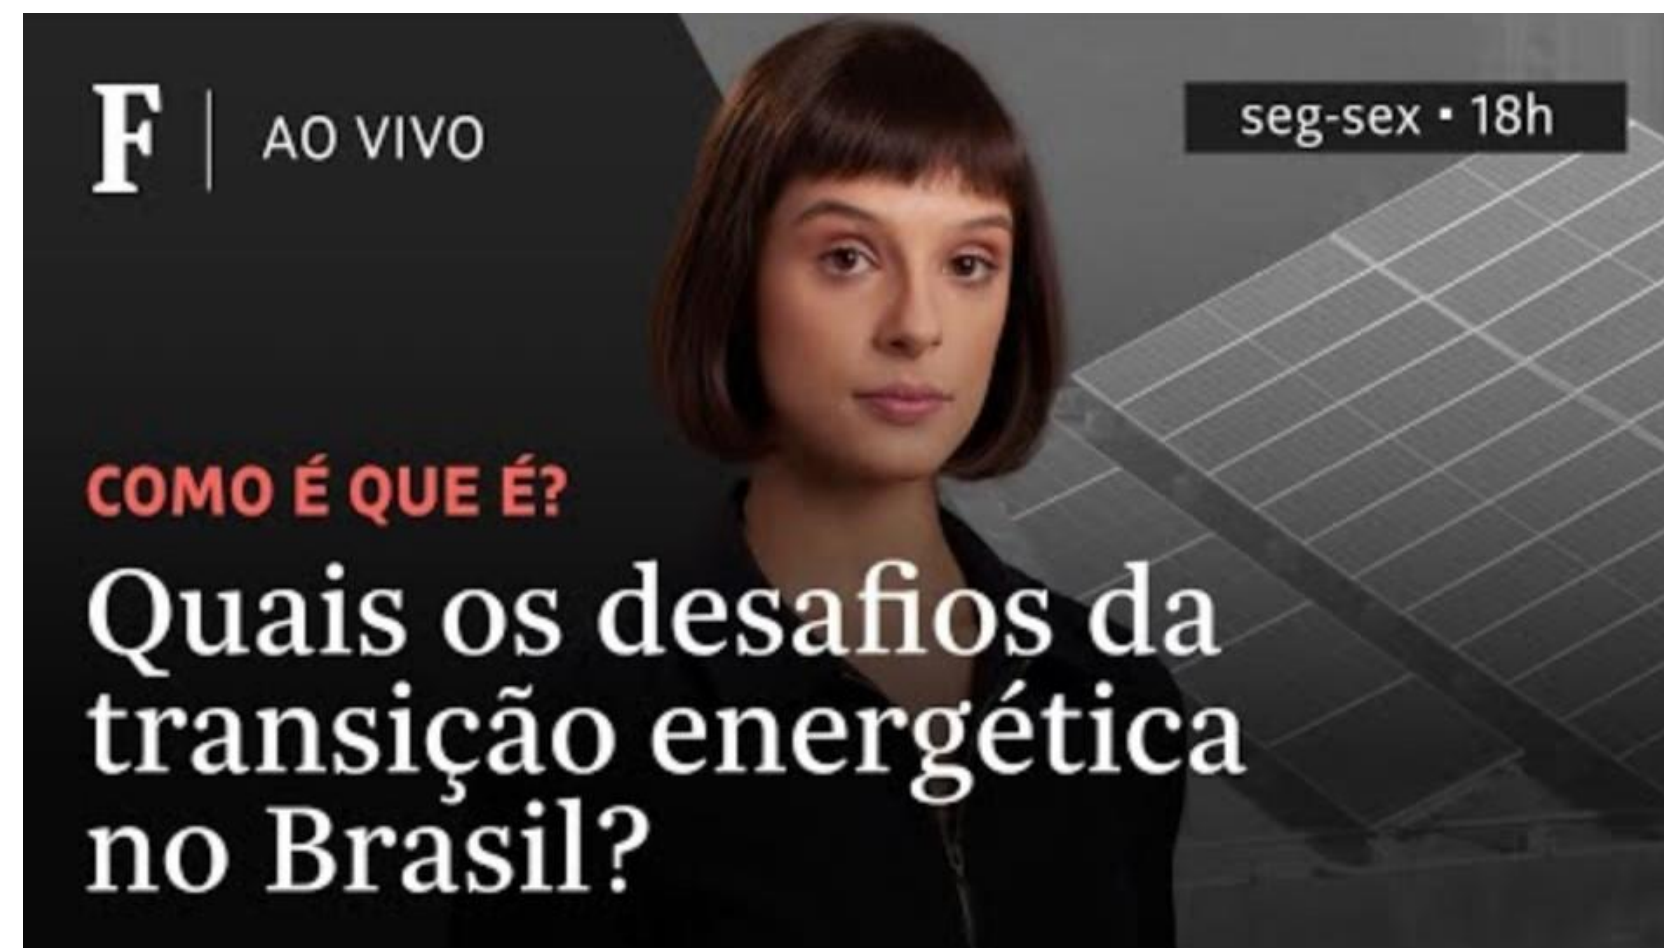 F | AO VIVO
seg-sex ▪ 18h
COMO É QUE É?
Quais os desafios da
transição energética
no Brasil?